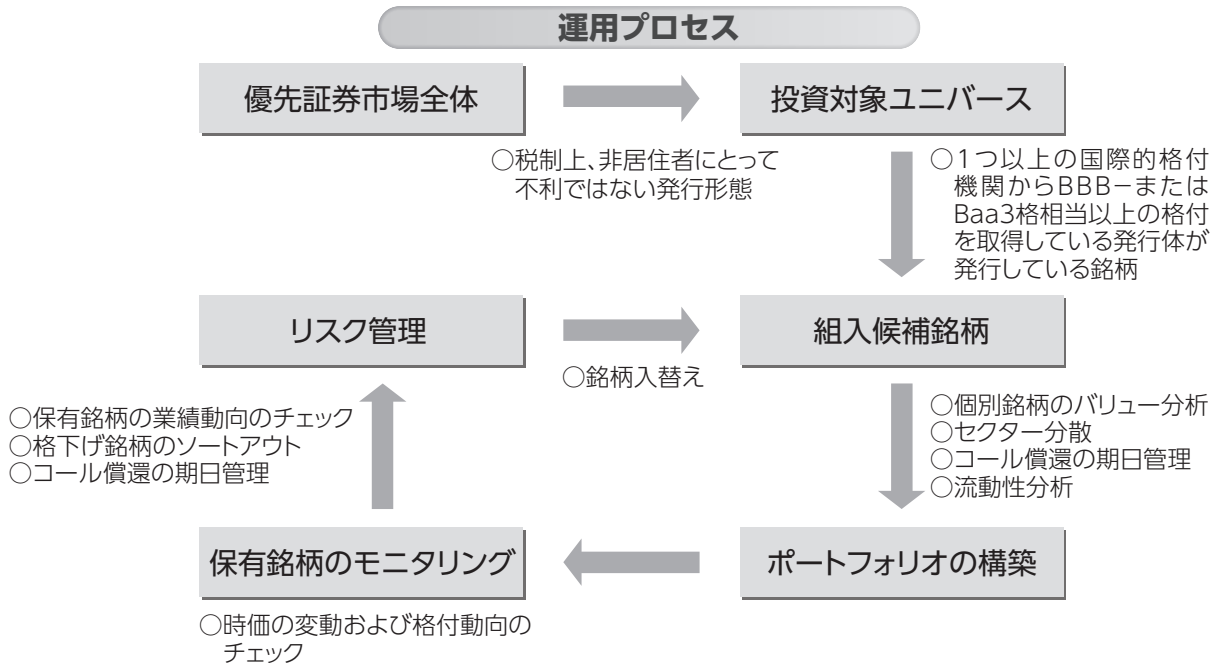 運用プロセス
優先証券市場全体
投資対象ユニバース
○税制上、非居住者にとって
不利ではない発行形態
○1つ以上の国際的格付
機関からBBB−または
Baa3格相当以上の格付
を取得している発行体が
発行している銘柄
リスク管理
組入候補銘柄
○銘柄入替え
○保有銘柄の業績動向のチェック
○格下げ銘柄のソートアウト
○コール償還の期日管理
○個別銘柄のバリュー分析
○セクター分散
○コール償還の期日管理
○流動性分析
保有銘柄のモニタリング
ポートフォリオの構築
○時価の変動および格付動向の
チェック